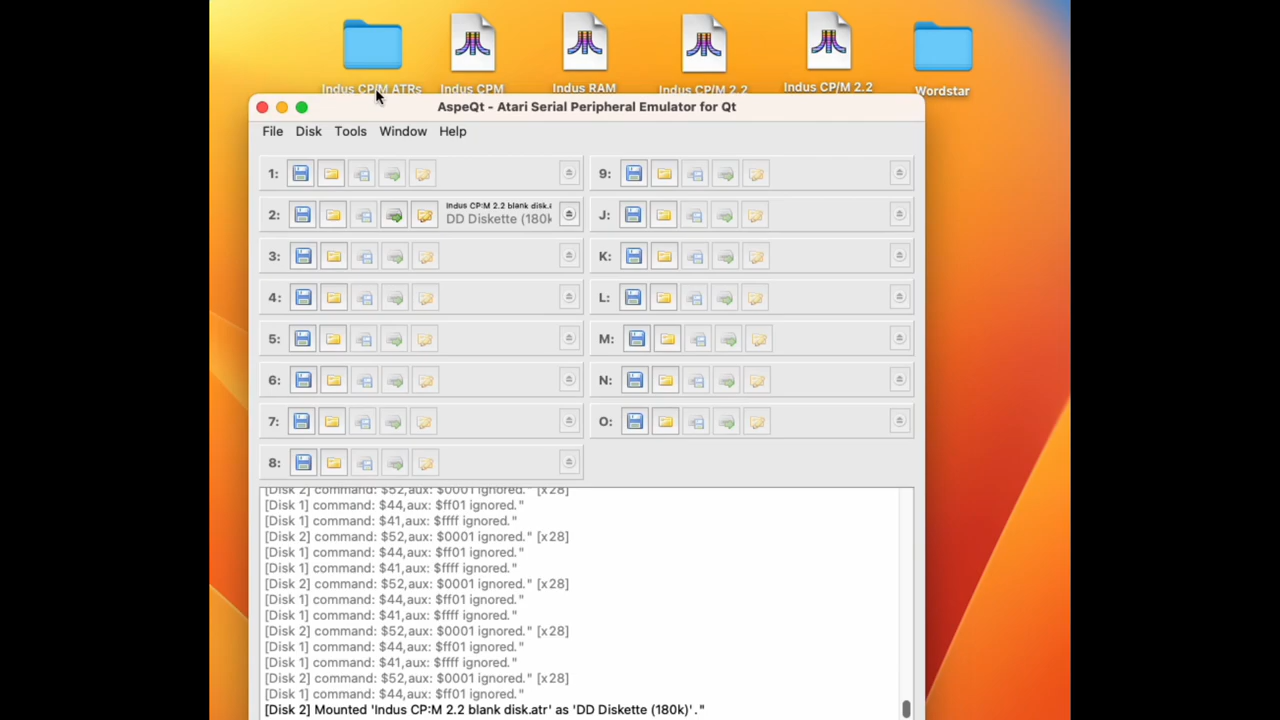 Indus CP/M ATRs
Indus CPM
Indus RAM
Indus CP/M 2.2
Indus CP/M 2.2
Wordstar
AspeQt - Atari Serial Peripheral Emulator for Qt
File Disk Tools Window Help
1:
9:
2: Indus CP:M 2.2 blank disk.a
DD Diskette (180k
J:
3:
K:
4:
L:
5:
M:
6:
N:
7:
O:
8:
[Disk 2] command: $52,aux: $0001 ignored." [x28]
[Disk 1] command: $44,aux: $ff01 ignored."
[Disk 1] command: $41,aux: $ffff ignored."
[Disk 2] command: $52,aux: $0001 ignored." [x28]
[Disk 1] command: $44,aux: $ff01 ignored."
[Disk 1] command: $41,aux: $ffff ignored."
[Disk 2] command: $52,aux: $0001 ignored." [x28]
[Disk 1] command: $44,aux: $ff01 ignored."
[Disk 1] command: $41,aux: $ffff ignored."
[Disk 2] command: $52,aux: $0001 ignored." [x28]
[Disk 1] command: $44,aux: $ff01 ignored."
[Disk 1] command: $41,aux: $ffff ignored."
[Disk 2] command: $52,aux: $0001 ignored." [x28]
[Disk 1] command: $44,aux: $ff01 ignored."
[Disk 2] Mounted 'Indus CP:M 2.2 blank disk.atr' as 'DD Diskette (180k)'."